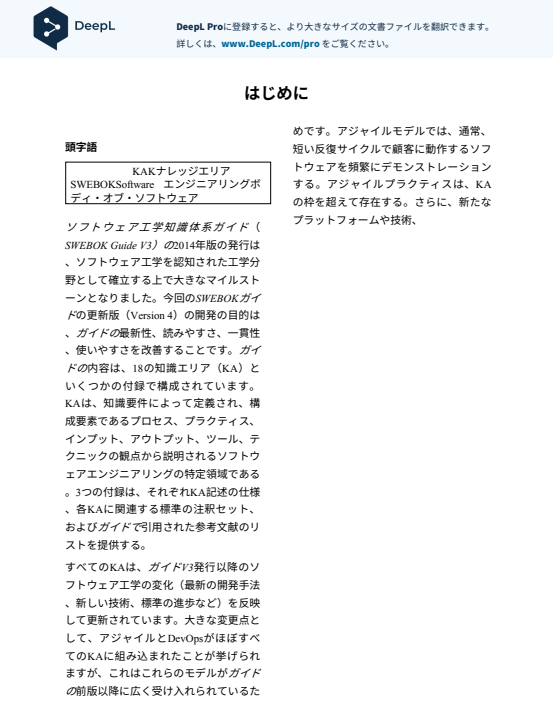 DeepL
DeepL Proに登録すると、より大きなサイズの文書ファイルを翻訳できます。
詳しくは、www.DeepL.com/pro をご覧ください。
はじめに
頭字語
KAKナレッジエリア
SWEBOKSoftware エンジニアリングボ
ディ・オブ・ソフトウェア
ソフトウェア工学知識体系ガイド（
SWEBOK Guide V3）の2014年版の発行は
、ソフトウェア工学を認知された工学分
野として確立する上で大きなマイルスト
ーンとなりました。今回のSWEBOKガイ
ドの更新版（Version 4）の開発の目的は
、ガイドの最新性、読みやすさ、一貫性
、使いやすさを改善することです。ガイ
ドの内容は、18の知識エリア（KA）と
いくつかの付録で構成されています。
KAは、知識要件によって定義され、構
成要素であるプロセス、プラクティス、
インプット、アウトプット、ツール、テ
クニックの観点から説明されるソフトウ
ェアエンジニアリングの特定領域である
。3つの付録は、それぞれKA記述の仕様
、各KAに関連する標準の注釈セット、
およびガイドで引用された参考文献のリ
ストを提供する。
すべてのKAは、ガイドV3発行以降のソ
フトウェア工学の変化（最新の開発手法
、新しい技術、標準の進歩など）を反映
して更新されています。大きな変更点と
して、アジャイルとDevOpsがほぼすべ
てのKAに組み込まれたことが挙げられ
ますが、これはこれらのモデルがガイド
の前版以降に広く受け入れられているた
めです。アジャイルモデルでは、通常、
短い反復サイクルで顧客に動作するソフ
トウェアを頻繁にデモンストレーション
する。アジャイルプラクティスは、KA
の枠を超えて存在する。さらに、新たな
プラットフォームや技術、